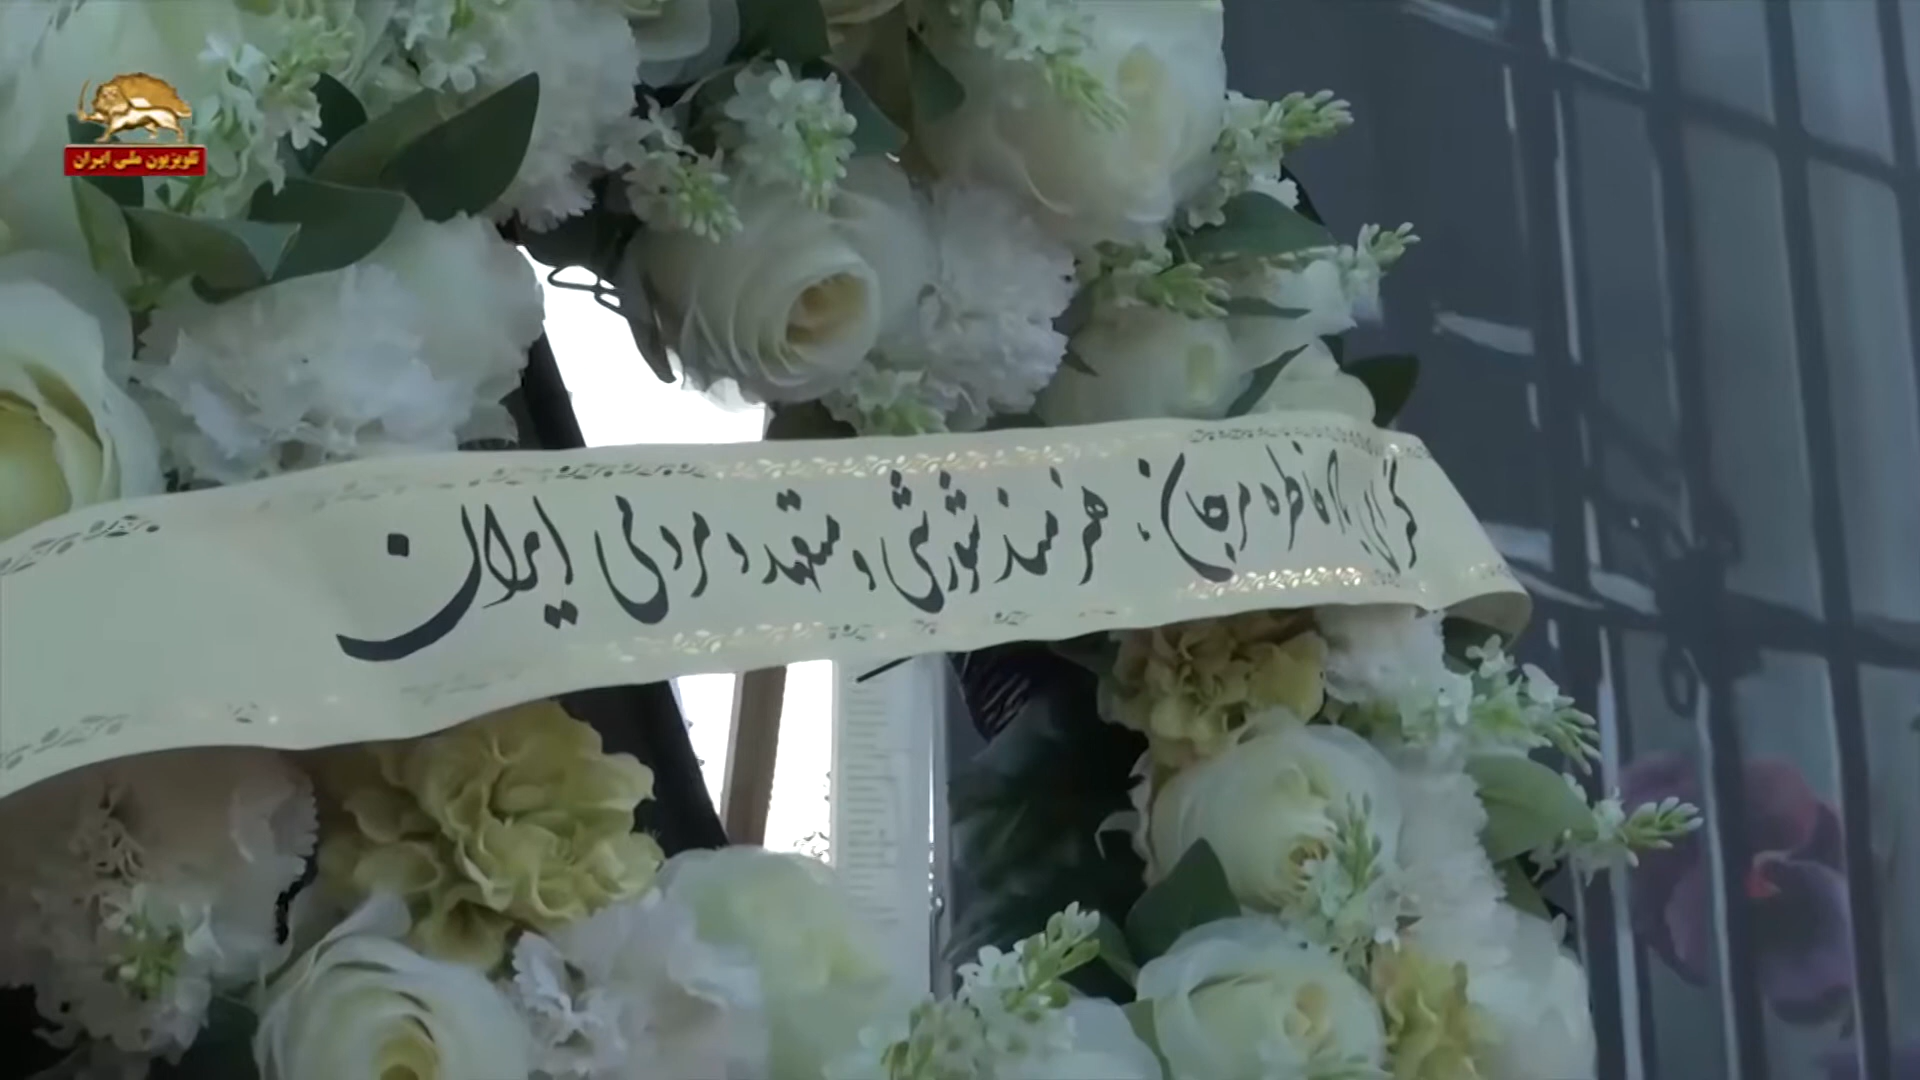 تلویزیون ملی ایران
گرامی باد خاطره مرجان، هنرمند شورشی و متعهد و مردمی ایران